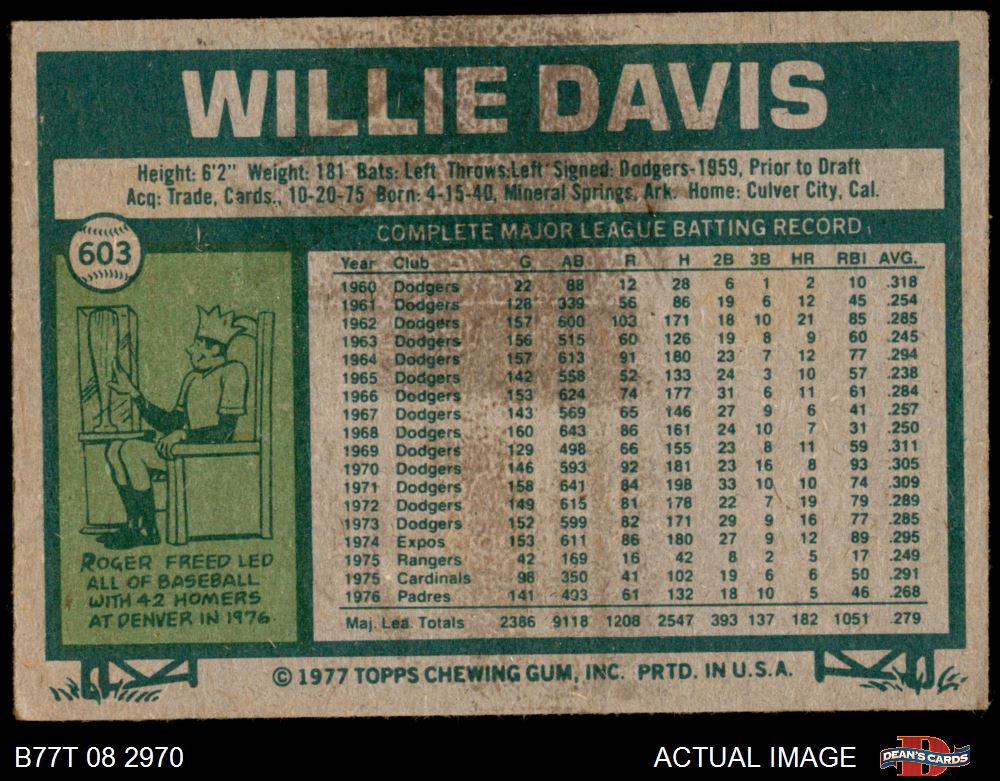 WILLIE DAVIS
Height: 6'2" Weight: 181 Bats: Left Throws: Left Signed: Dodgers-1959, Prior to Draft
Acq: Trade, Cards., 10-20-75 Born: 4-15-40, Mineral Springs, Ark. Home: Culver City, Cal.
603
COMPLETE MAJOR LEAGUE BATTING RECORD
Year Club G AB R H 2B 3B HR RBI AVG.
1960 Dodgers 22 88 12 28 6 1 2 10 .318
1961 Dodgers 128 339 56 86 19 6 12 45 .254
1962 Dodgers 157 600 103 171 18 10 21 85 .285
1963 Dodgers 156 515 60 126 19 8 9 60 .245
1964 Dodgers 157 613 91 180 23 7 12 77 .294
1965 Dodgers 142 558 52 133 24 3 10 57 .238
1966 Dodgers 153 624 74 177 31 6 11 61 .284
1967 Dodgers 143 569 65 146 27 9 6 41 .257
1968 Dodgers 160 643 86 161 24 10 7 31 .250
1969 Dodgers 129 498 66 155 23 8 11 59 .311
1970 Dodgers 146 593 92 181 23 16 8 93 .305
1971 Dodgers 158 641 84 198 33 10 10 74 .309
1972 Dodgers 149 615 81 178 22 7 19 79 .289
1973 Dodgers 152 599 82 171 29 9 16 77 .285
1974 Expos 153 611 86 180 27 9 12 89 .295
1975 Rangers 42 169 16 42 8 2 5 17 .249
1975 Cardinals 98 350 41 102 19 6 6 50 .291
1976 Padres 141 493 61 132 18 10 5 46 .268
Maj. Lea. Totals 2386 9118 1208 2547 393 137 182 1051 .279
ROGER FREED LED
ALL OF BASEBALL
WITH 42 HOMERS
AT DENVER IN 1976.
© 1977 TOPPS CHEWING GUM, INC. PRTD. IN U.S.A.
B77T 08 2970
ACTUAL IMAGE
DEAN'S CARDS